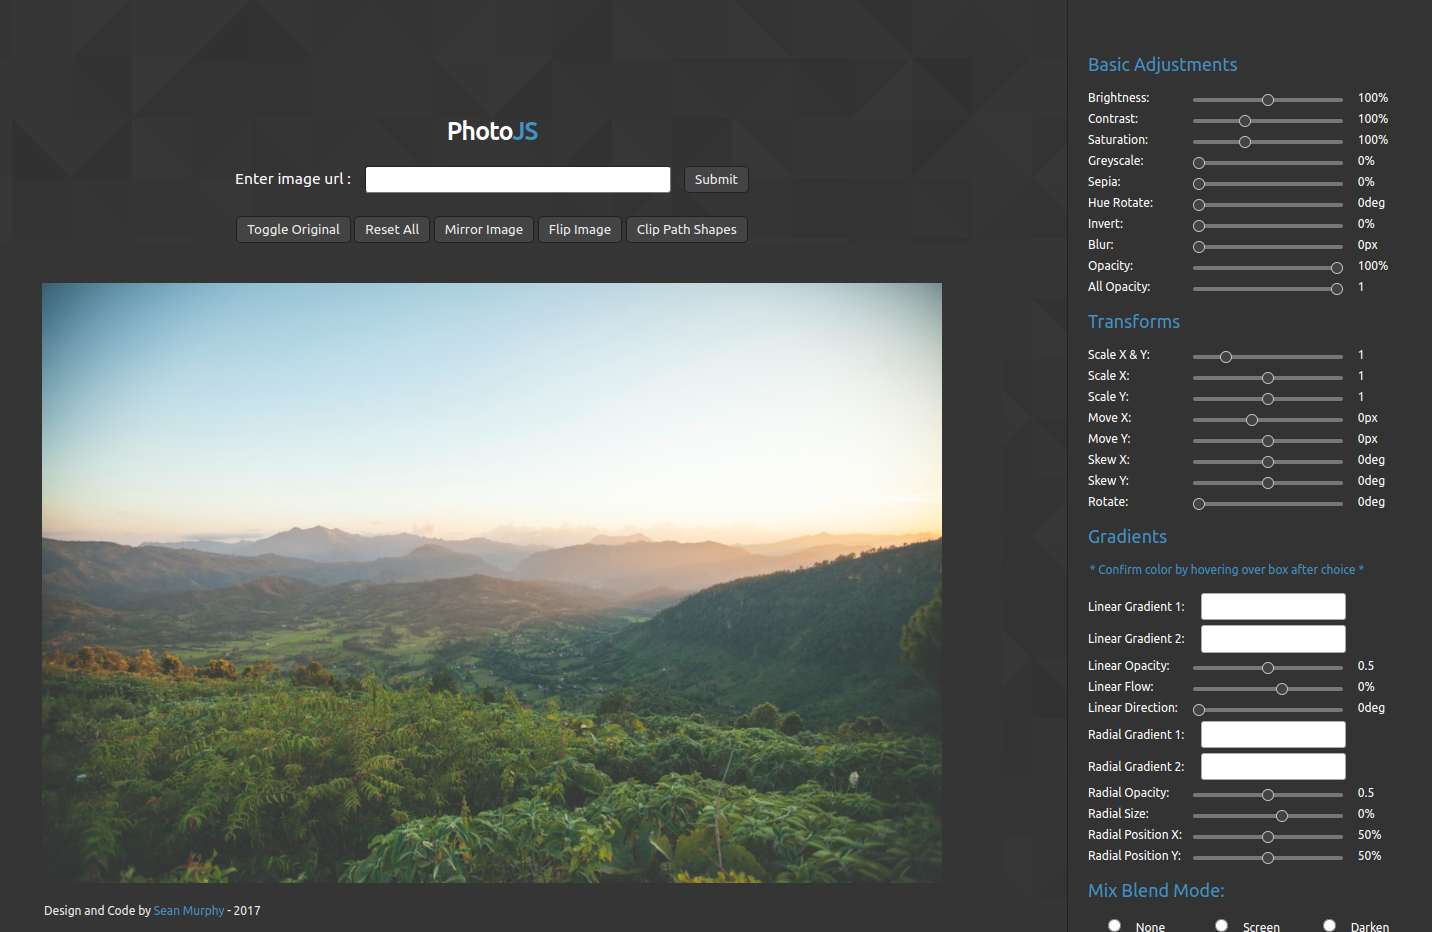 PhotoJS
Enter image url :
Submit
Toggle Original
Reset All
Mirror Image
Flip Image
Clip Path Shapes
Design and Code by Sean Murphy - 2017
Basic Adjustments
Brightness: 100%
Contrast: 100%
Saturation: 100%
Greyscale: 0%
Sepia: 0%
Hue Rotate: 0deg
Invert: 0%
Blur: 0px
Opacity: 100%
All Opacity: 1
Transforms
Scale X & Y: 1
Scale X: 1
Scale Y: 1
Move X: 0px
Move Y: 0px
Skew X: 0deg
Skew Y: 0deg
Rotate: 0deg
Gradients
* Confirm color by hovering over box after choice *
Linear Gradient 1:
Linear Gradient 2:
Linear Opacity: 0.5
Linear Flow: 0%
Linear Direction: 0deg
Radial Gradient 1:
Radial Gradient 2:
Radial Opacity: 0.5
Radial Size: 0%
Radial Position X: 50%
Radial Position Y: 50%
Mix Blend Mode:
None Screen Darken